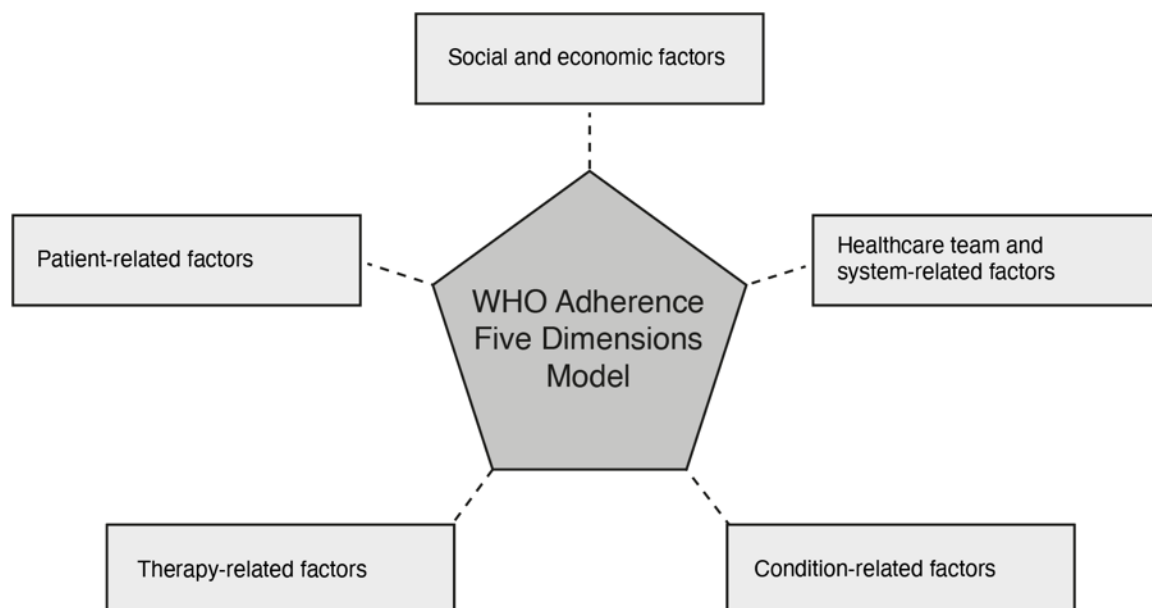 Social and economic factors
Patient-related factors
Healthcare team and
system-related factors
WHO Adherence
Five Dimensions
Model
Therapy-related factors
Condition-related factors